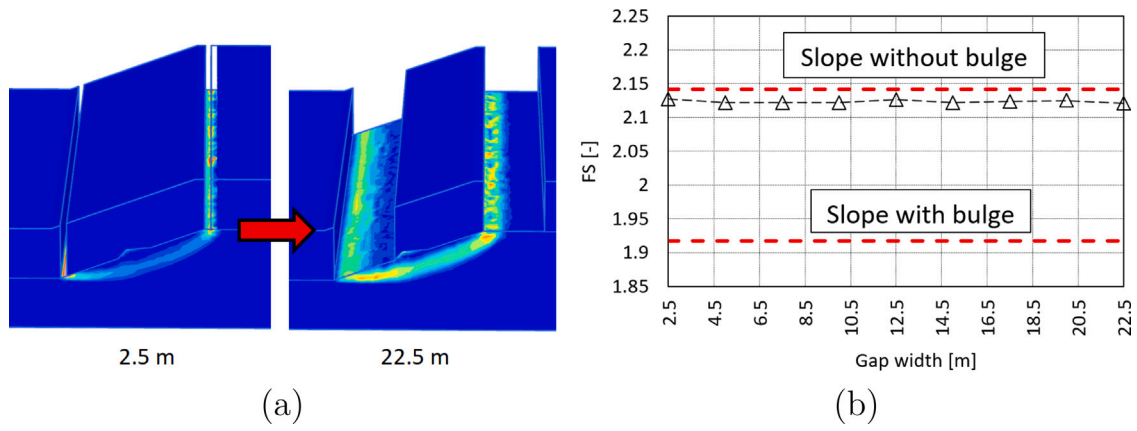 2.5 m
22.5 m
(a)
2.25
2.2
2.15
2.1
2.05
2
1.95
1.9
1.85
FS [-]
Slope without bulge
Slope with bulge
2.5
4.5
6.5
8.5
10.5
12.5
14.5
16.5
18.5
20.5
22.5
Gap width [m]
(b)